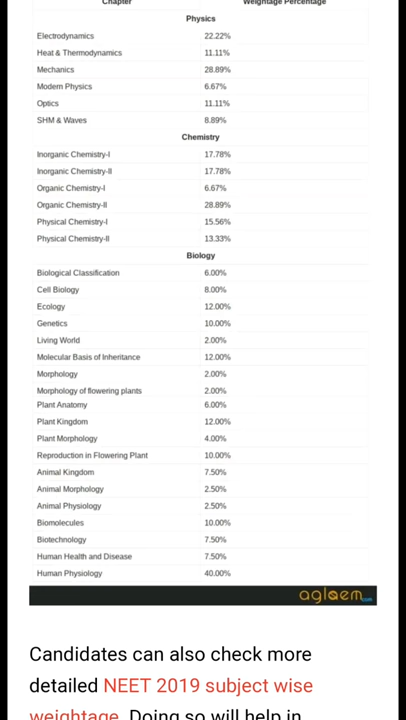 Chapter Weightage Percentage
Physics
Electrodynamics 22.22%
Heat & Thermodynamics 11.11%
Mechanics 28.89%
Modern Physics 6.67%
Optics 11.11%
SHM & Waves 8.89%
Chemistry
Inorganic Chemistry-I 17.78%
Inorganic Chemistry-II 17.78%
Organic Chemistry-I 6.67%
Organic Chemistry-II 28.89%
Physical Chemistry-I 15.56%
Physical Chemistry-II 13.33%
Biology
Biological Classification 6.00%
Cell Biology 8.00%
Ecology 12.00%
Genetics 10.00%
Living World 2.00%
Molecular Basis of Inheritance 12.00%
Morphology 2.00%
Morphology of flowering plants 2.00%
Plant Anatomy 6.00%
Plant Kingdom 12.00%
Plant Morphology 4.00%
Reproduction in Flowering Plant 10.00%
Animal Kingdom 7.50%
Animal Morphology 2.50%
Animal Physiology 2.50%
Biomolecules 10.00%
Biotechnology 7.50%
Human Health and Disease 7.50%
Human Physiology 40.00%
aglasem.com
Candidates can also check more
detailed NEET 2019 subject wise
weightage. Doing so will help in